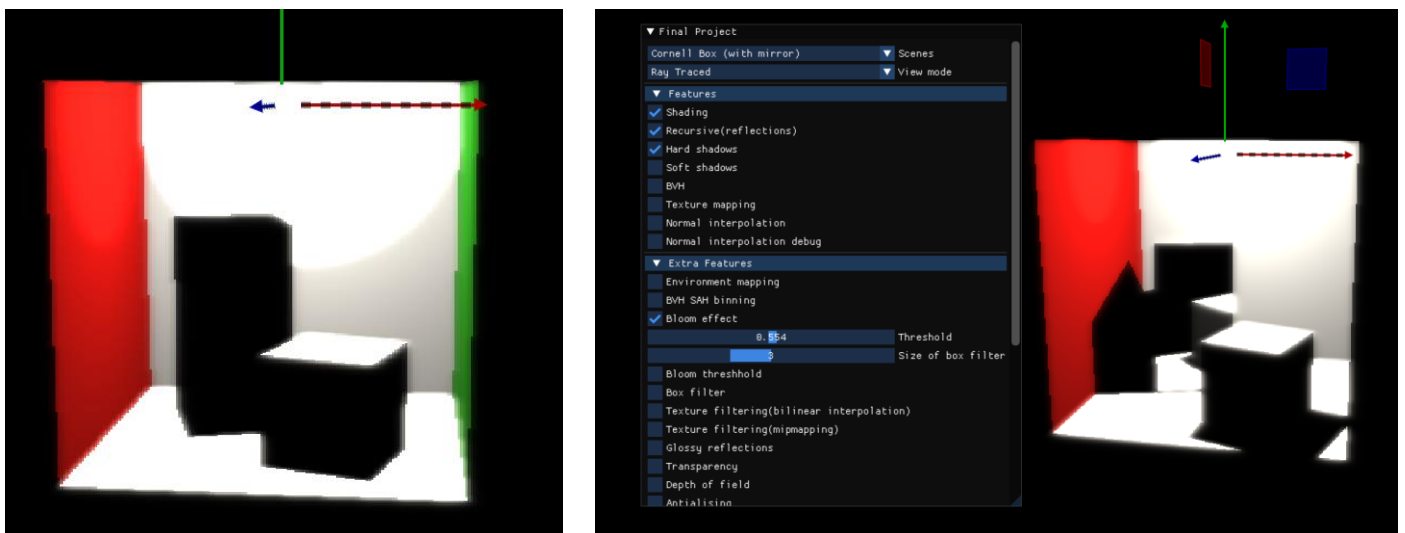 Final Project
Cornell Box (with mirror) Scenes
Ray Traced View mode
Features
Shading
Recursive(reflections)
Hard shadows
Soft shadows
BVH
Texture mapping
Normal interpolation
Normal interpolation debug
Extra Features
Environment mapping
BVH SAH binning
Bloom effect
0.554 Threshold
3 Size of box filter
Bloom threshhold
Box filter
Texture filtering(bilinear interpolation)
Texture filtering(mipmapping)
Glossy reflections
Transparency
Depth of field
Antialising